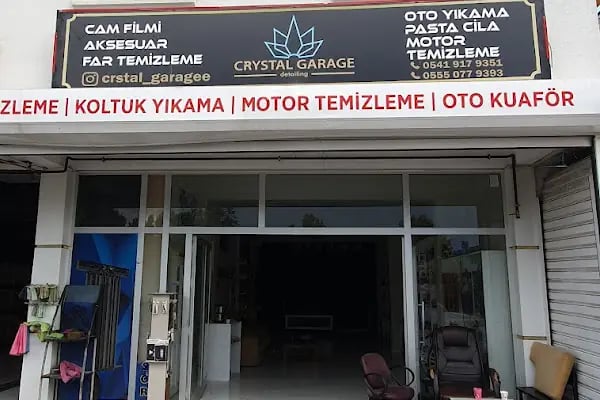 CAM FİLMİ
AKSESUAR
FAR TEMİZLEME
crstal_garagee
CRYSTAL GARAGE
detailing
OTO YIKAMA
PASTA CİLA
MOTOR
TEMİZLEME
0541 917 9351
0555 077 9393
ZLEME | KOLTUK YIKAMA | MOTOR TEMİZLEME | OTO KUAFÖR